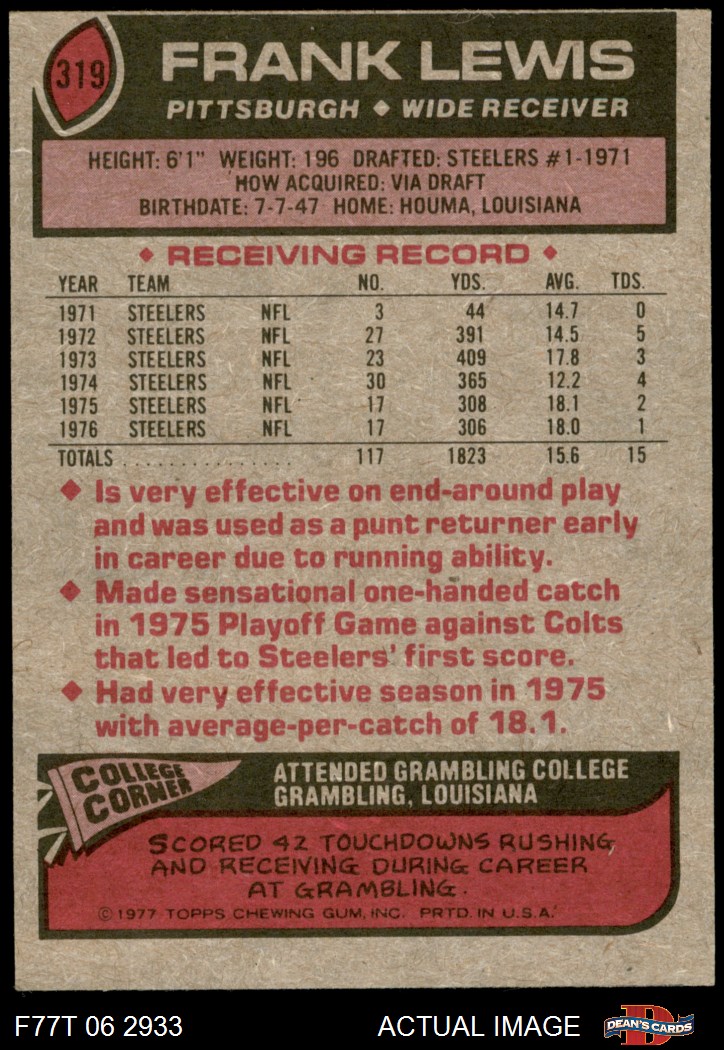 319
FRANK LEWIS
PITTSBURGH ◆ WIDE RECEIVER
HEIGHT: 6'1" WEIGHT: 196 DRAFTED: STEELERS #1-1971
HOW ACQUIRED: VIA DRAFT
BIRTHDATE: 7-7-47 HOME: HOUMA, LOUISIANA
◆ RECEIVING RECORD ◆
YEAR TEAM NO. YDS. AVG. TDS.
1971 STEELERS NFL 3 44 14.7 0
1972 STEELERS NFL 27 391 14.5 5
1973 STEELERS NFL 23 409 17.8 3
1974 STEELERS NFL 30 365 12.2 4
1975 STEELERS NFL 17 308 18.1 2
1976 STEELERS NFL 17 306 18.0 1
TOTALS . . . . . . . . . . . . . . . 117 1823 15.6 15
◆ Is very effective on end-around play
and was used as a punt returner early
in career due to running ability.
◆ Made sensational one-handed catch
in 1975 Playoff Game against Colts
that led to Steelers' first score.
◆ Had very effective season in 1975
with average-per-catch of 18.1.
COLLEGE
CORNER
ATTENDED GRAMBLING COLLEGE
GRAMBLING, LOUISIANA
SCORED 42 TOUCHDOWNS RUSHING
AND RECEIVING DURING CAREER
AT GRAMBLING.
© 1977 TOPPS CHEWING GUM, INC. PRTD. IN U.S.A.
F77T 06 2933 ACTUAL IMAGE
D
DEAN'S CARDS